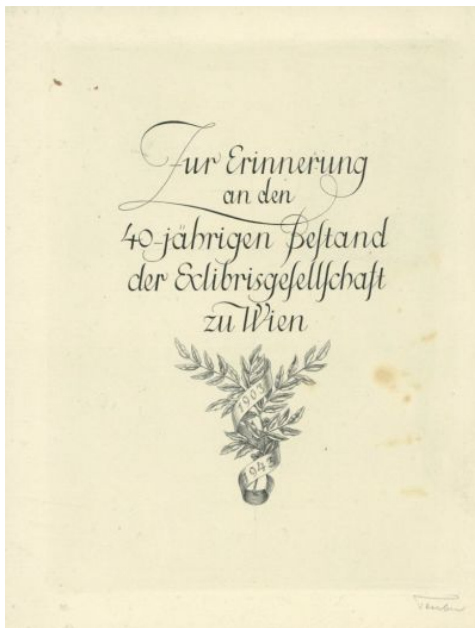 Zur Erinnerung
an den
40-jährigen Beſtand
der Exlibrisgeſellſchaft
zu Wien
1903
1943